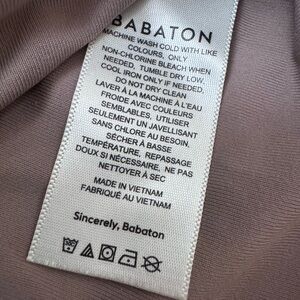 BABATON
MACHINE WASH COLD WITH LIKE
COLOURS, ONLY
NON-CHLORINE BLEACH WHEN
NEEDED, TUMBLE DRY LOW,
COOL IRON ONLY IF NEEDED,
DO NOT DRY CLEAN
LAVER À LA MACHINE À L'EAU
FROIDE AVEC COULEURS
SEMBLABLES, UTILISER
SEULEMENT UN JAVELLISANT
SANS CHLORE AU BESOIN.
SÉCHER À BASSE
TEMPÉRATURE, REPASSAGE
DOUX SI NÉCESSAIRE, NE PAS
NETTOYER À SEC
MADE IN VIETNAM
FABRIQUÉ AU VIETNAM
Sincerely, Babaton